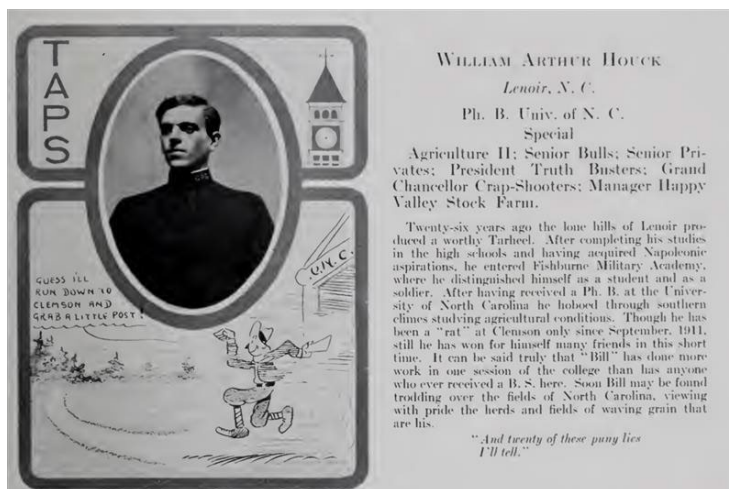 TAPS
GUESS I'LL
RUN DOWN TO
CLEMSON AND
GRAB A LITTLE POST!
U.N.C.
WILLIAM ARTHUR HOUCK
Lenoir, N. C.
Ph. B. Univ. of N. C.
Special
Agriculture II; Senior Bulls; Senior Pri-
vates; President Truth Busters; Grand
Chancellor Crap-Shooters; Manager Happy
Valley Stock Farm.
Twenty-six years ago the lone hills of Lenoir pro-
duced a worthy Tarheel. After completing his studies
in the high schools and having acquired Napoleonic
aspirations, he entered Fishburne Military Academy,
where he distinguished himself as a student and as a
soldier. After having received a Ph. B. at the Univer-
sity of North Carolina he hoboed through southern
climes studying agricultural conditions. Though he has
been a "rat" at Clemson only since September, 1911,
still he has won for himself many friends in this short
time. It can be said truly that "Bill" has done more
work in one session of the college than has anyone
who ever received a B. S. here. Soon Bill may be found
trodding over the fields of North Carolina, viewing
with pride the herds and fields of waving grain that
are his.
"And twenty of these puny lies
I'll tell."